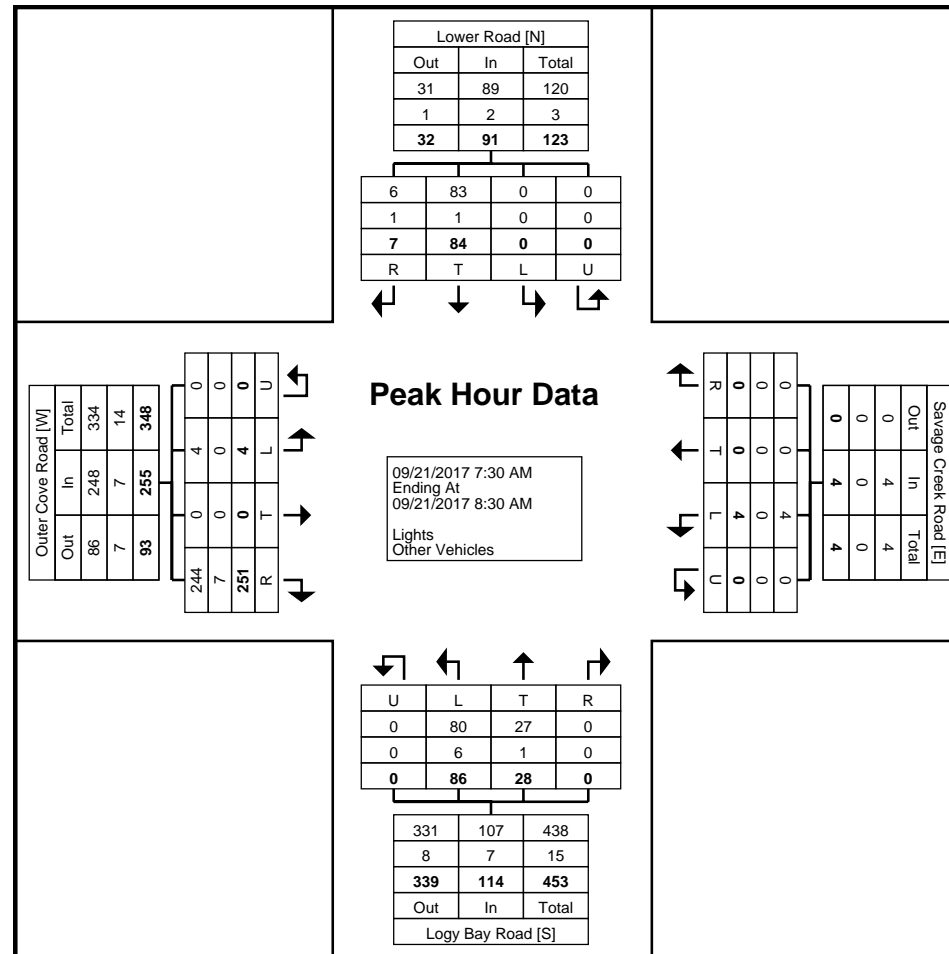 Lower Road [N]
Out In Total
31 89 120
1 2 3
32 91 123
6 83 0 0
1 1 0 0
7 84 0 0
R T L U
Outer Cove Road [W]
Total In Out
334 248 86
14 7 7
348 255 93
0 4 0 244
0 0 0 7
0 4 0 251
U L T R
Peak Hour Data
09/21/2017 7:30 AM
Ending At
09/21/2017 8:30 AM
Lights
Other Vehicles
R T L U
0 0 4 0
0 0 0 0
0 0 4 0
Out In Total
0 4 4
0 0 0
0 4 4
Savage Creek Road [E]
U L T R
0 80 27 0
0 6 1 0
0 86 28 0
331 107 438
8 7 15
339 114 453
Out In Total
Logy Bay Road [S]